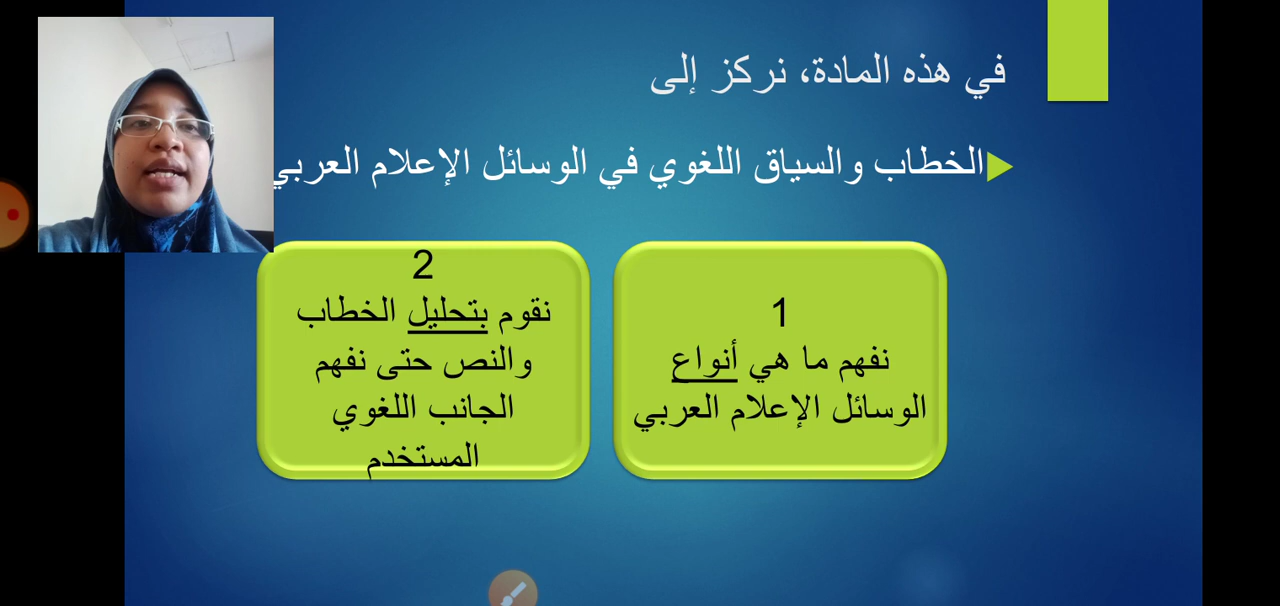 في هذه المادة، نركز إلى
الخطاب والسياق اللغوي في الوسائل الإعلام العربي
1
نفهم ما هي أنواع
الوسائل الإعلام العربي
2
نقوم بتحليل الخطاب
والنص حتى نفهم
الجانب اللغوي
المستخدم